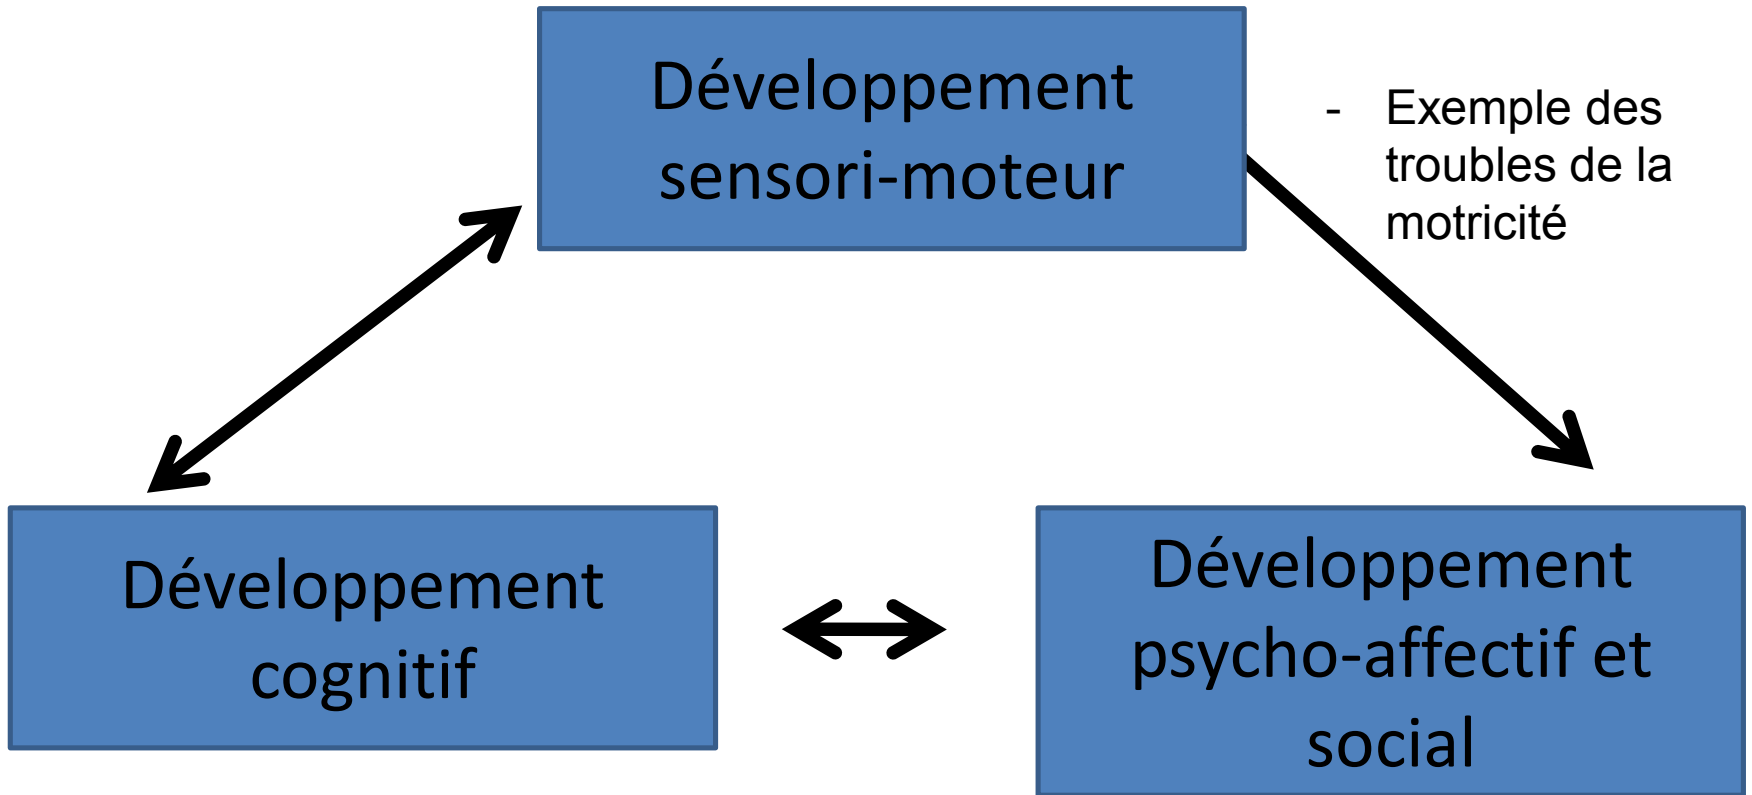 Développement
sensori-moteur
- Exemple des
troubles de la
motricité
Développement
cognitif
Développement
psycho-affectif et
social